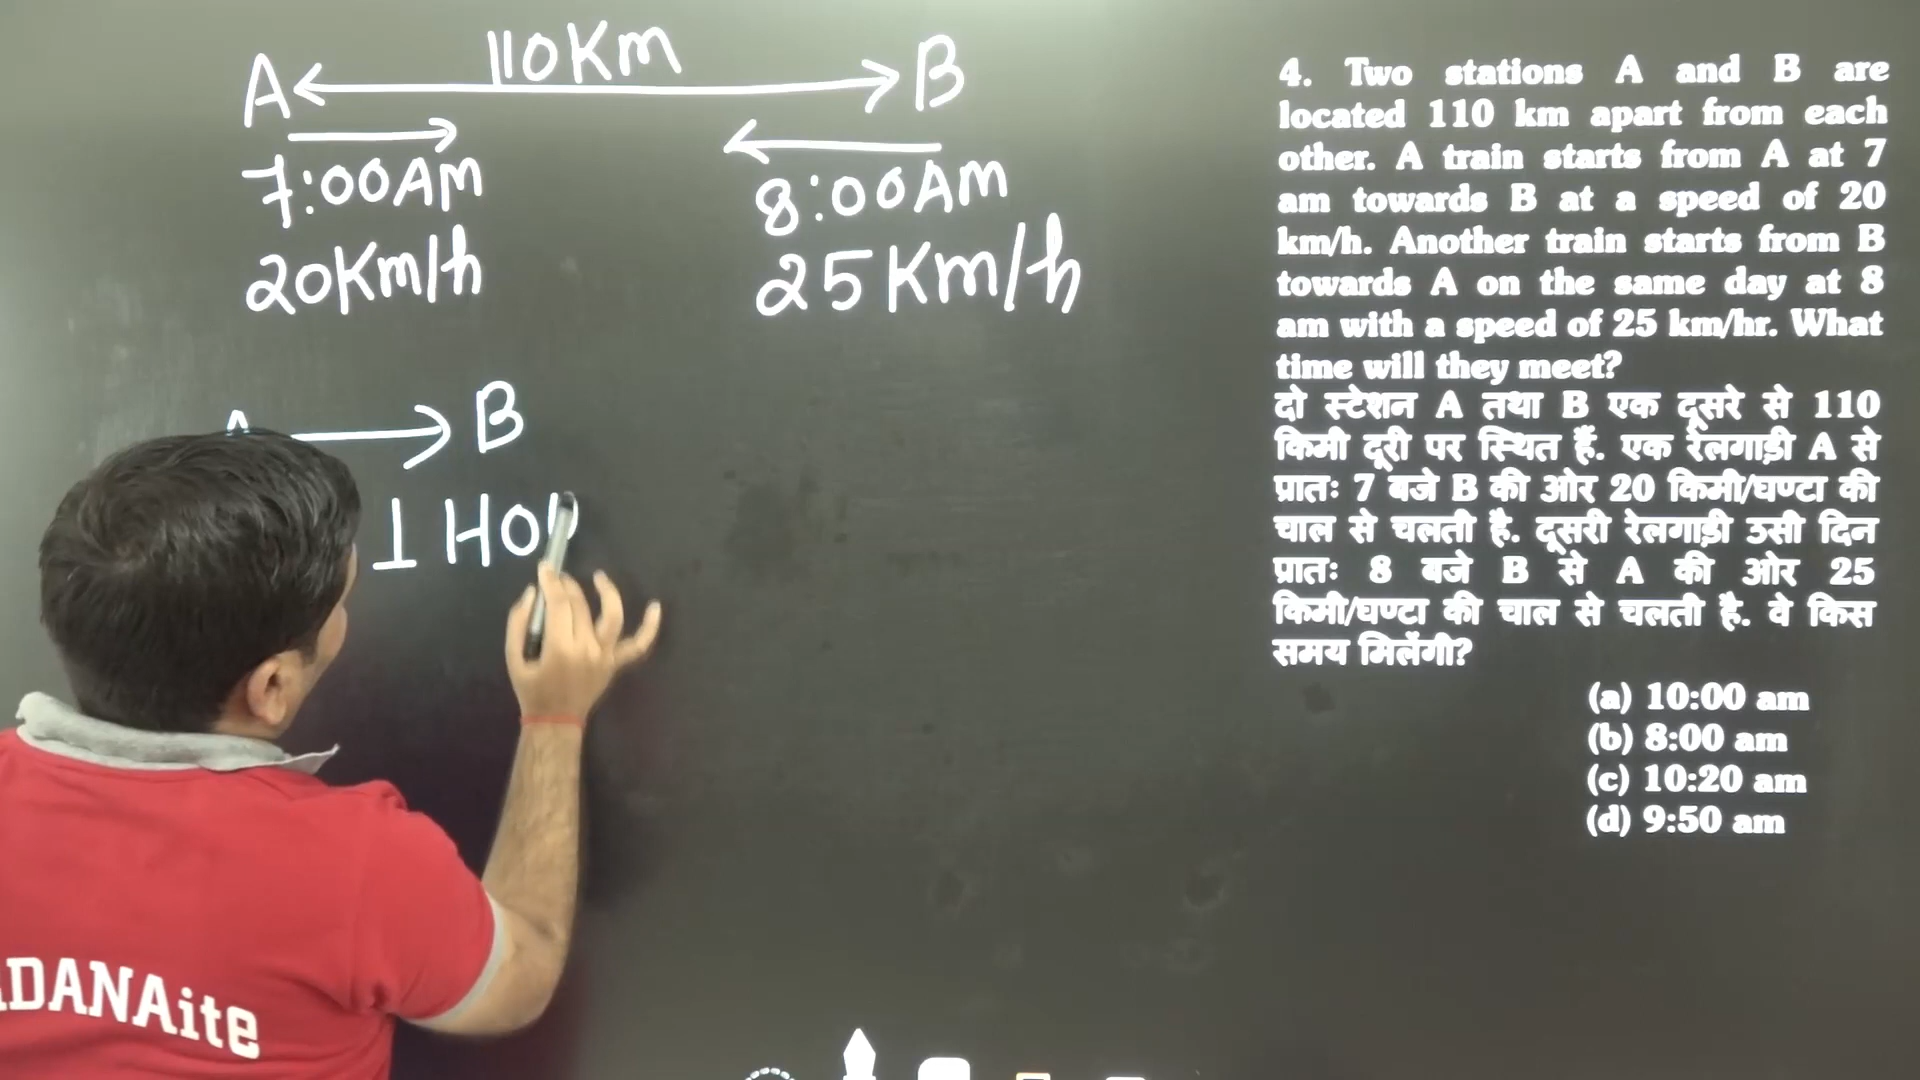 110Km
A B
7:00Am 8:00Am
20Km/h 25Km/h
B
1 HOU
4. Two stations A and B are
located 110 km apart from each
other. A train starts from A at 7
am towards B at a speed of 20
km/h. Another train starts from B
towards A on the same day at 8
am with a speed of 25 km/hr. What
time will they meet?
दो स्टेशन A तथा B एक दूसरे से 110
किमी दूरी पर स्थित हैं. एक रेलगाड़ी A से
प्रातः 7 बजे B की ओर 20 किमी/घण्टा की
चाल से चलती है. दूसरी रेलगाड़ी उसी दिन
प्रातः 8 बजे B से A की ओर 25
किमी/घण्टा की चाल से चलती है. वे किस
समय मिलेंगी?
(a) 10:00 am
(b) 8:00 am
(c) 10:20 am
(d) 9:50 am
DANAite